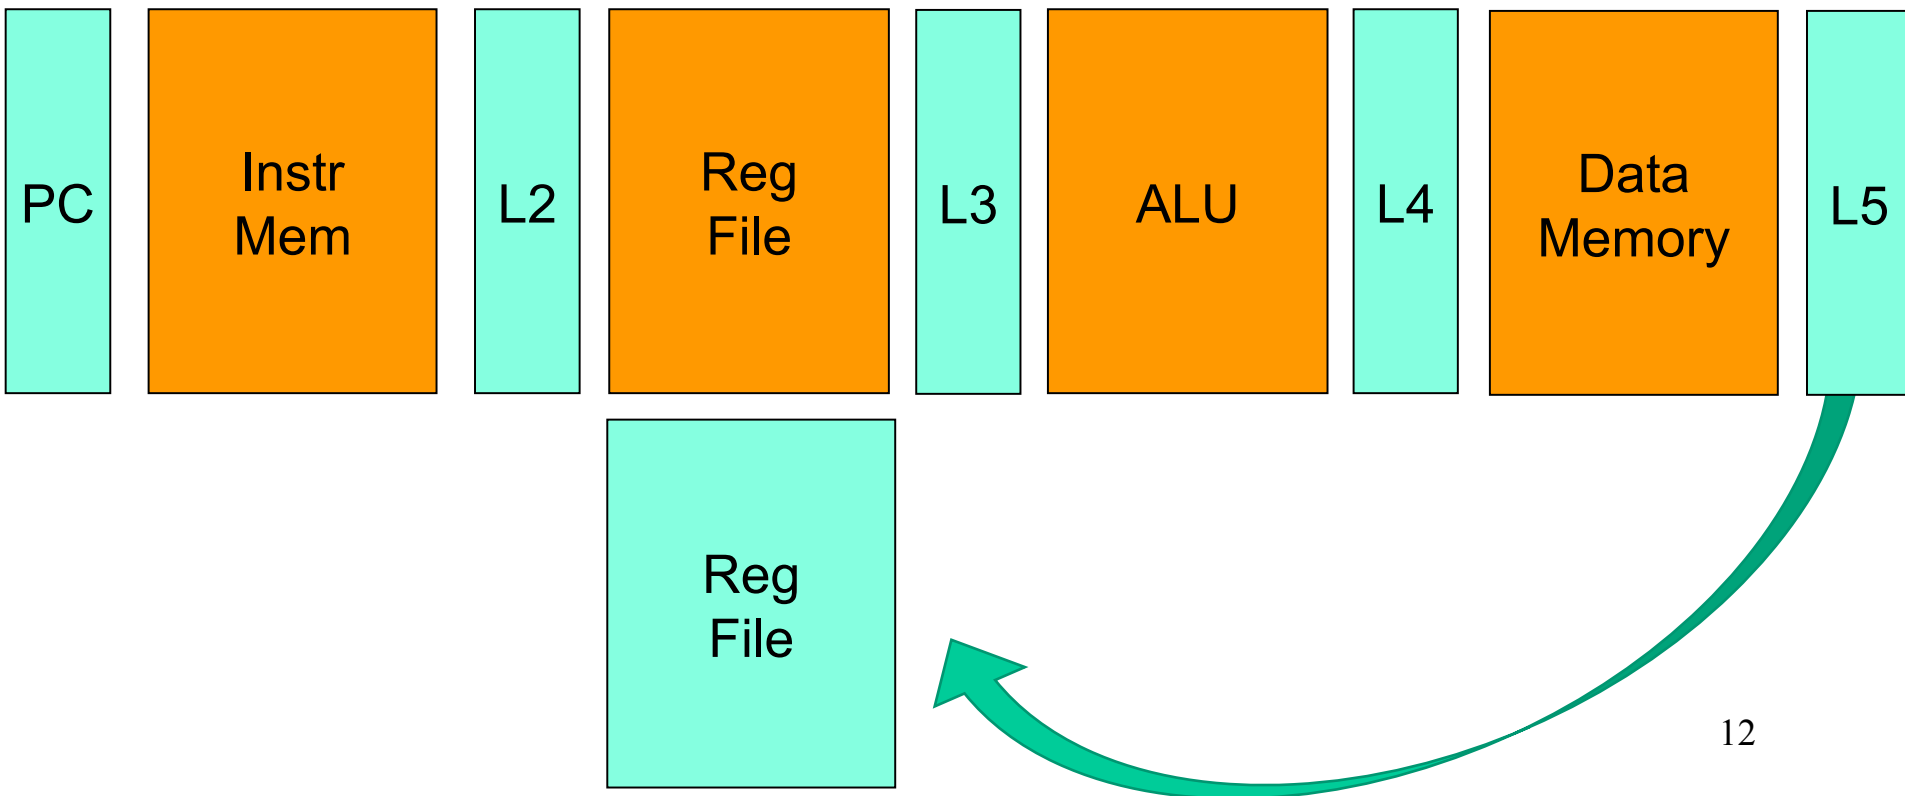 PC
Instr
Mem
L2
Reg
File
L3
ALU
L4
Data
Memory
L5
Reg
File
12